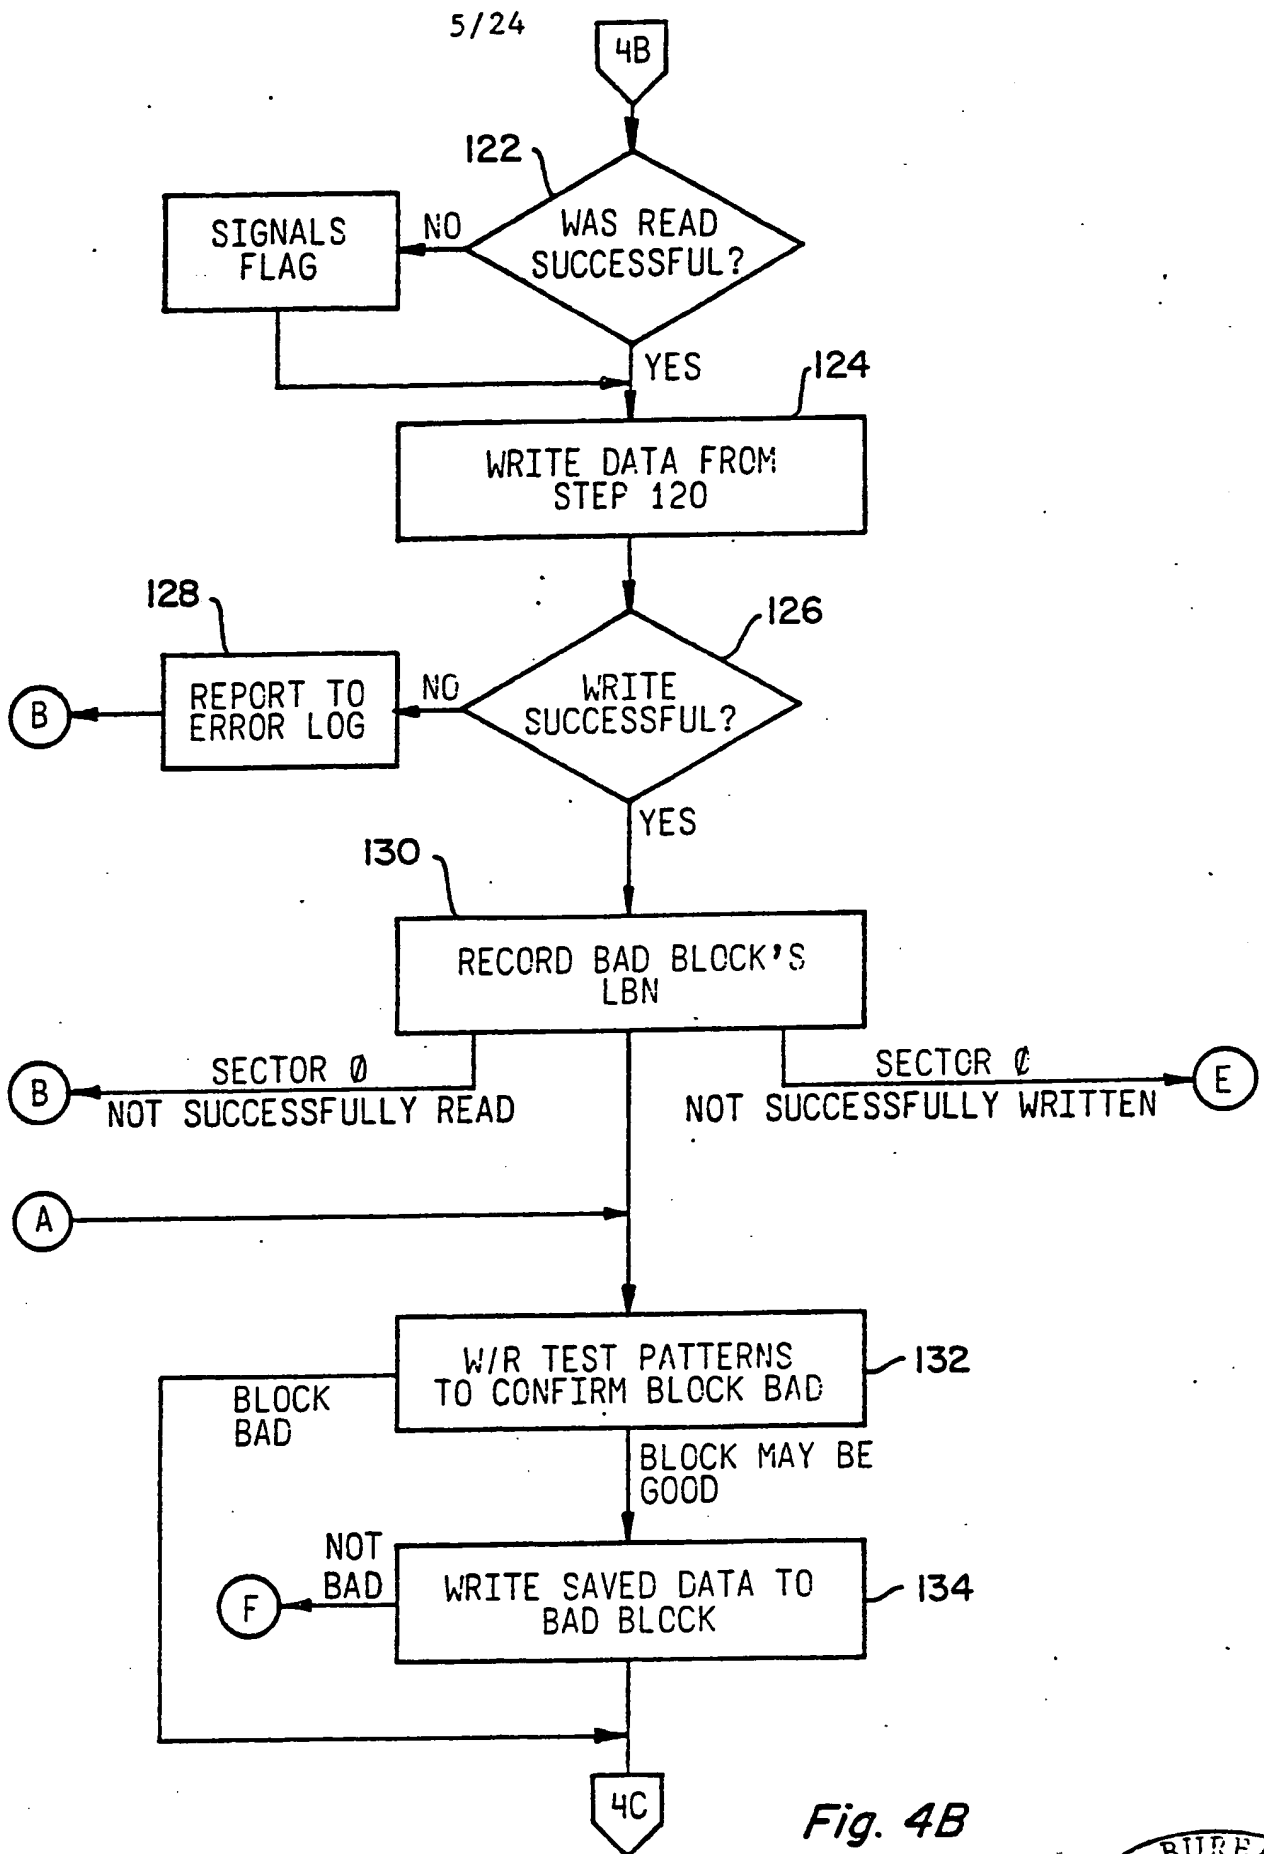 5/24
4B
122
WAS READ
SUCCESSFUL?
NO
SIGNALS
FLAG
YES
124
WRITE DATA FROM
STEP 120
128
126
WRITE
SUCCESSFUL?
NO
REPORT TO
ERROR LOG
B
YES
130
RECORD BAD BLOCK'S
LBN
B
SECTOR Ø
NOT SUCCESSFULLY READ
SECTOR Ø
NOT SUCCESSFULLY WRITTEN
E
A
W/R TEST PATTERNS
TO CONFIRM BLOCK BAD
132
BLOCK
BAD
BLOCK MAY BE
GOOD
NOT
BAD
F
WRITE SAVED DATA TO
BAD BLOCK
134
4C
Fig. 4B